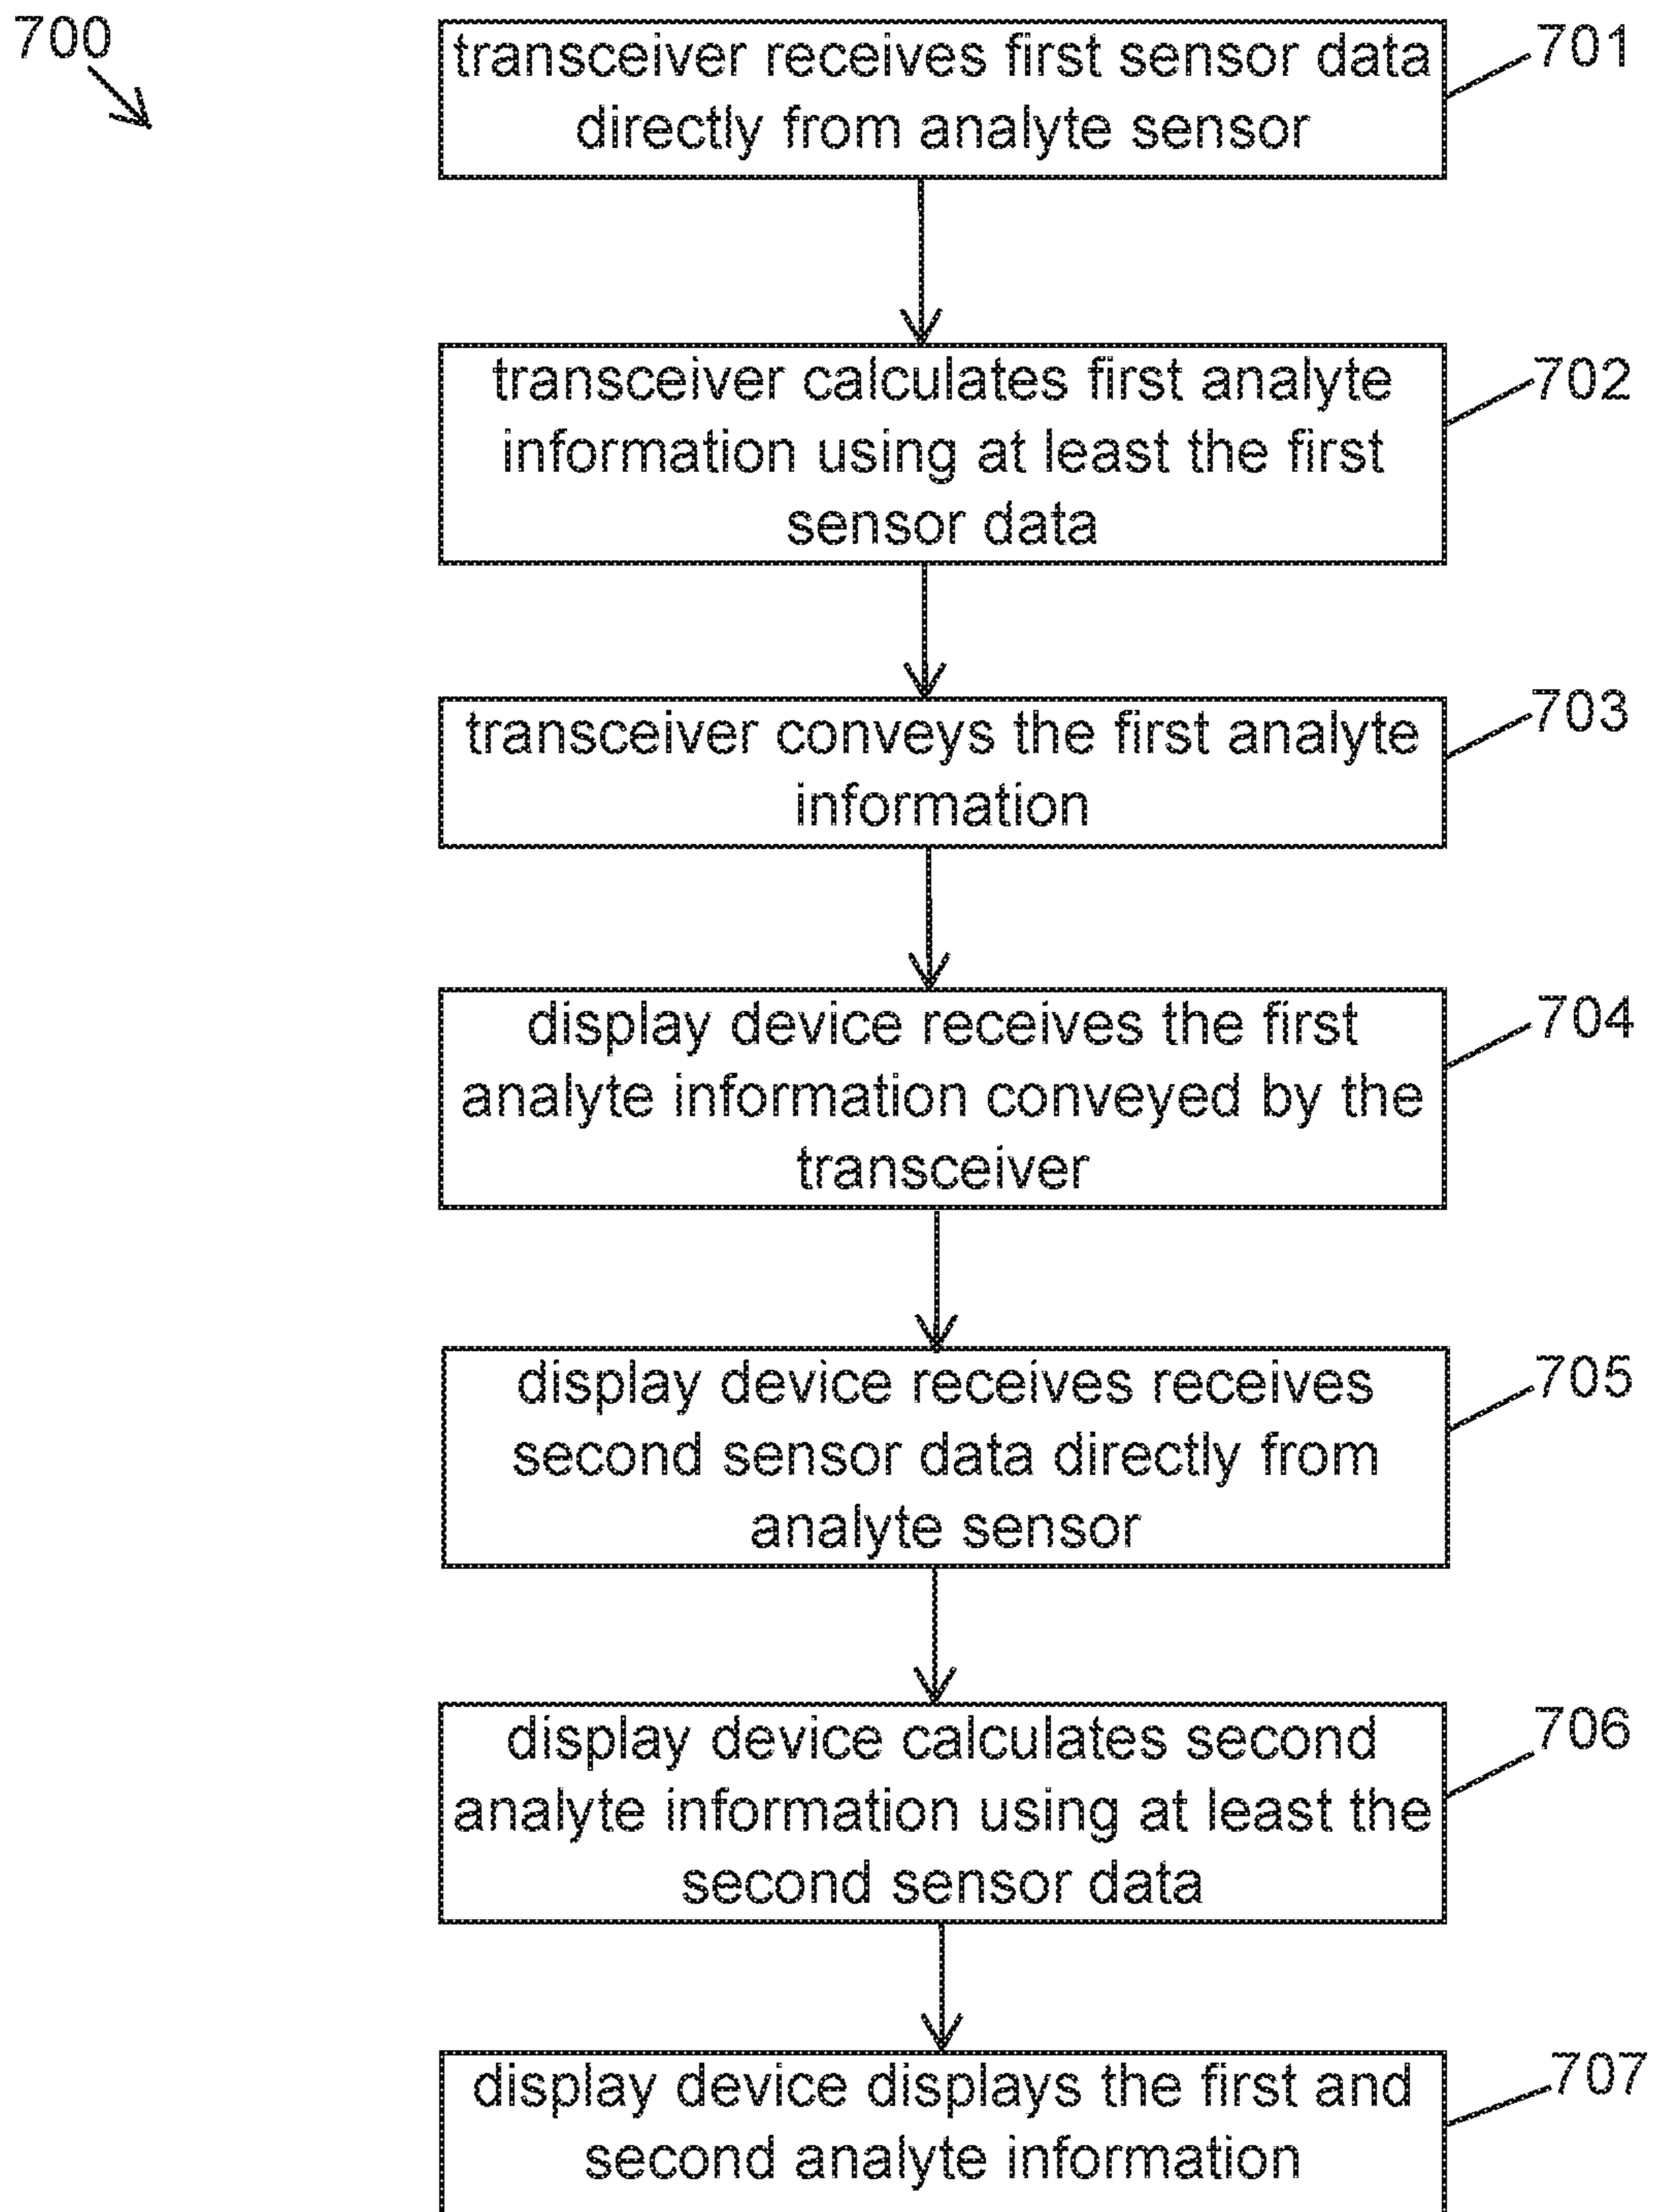 700
transceiver receives first sensor data
directly from analyte sensor
701
transceiver calculates first analyte
information using at least the first
sensor data
702
transceiver conveys the first analyte
information
703
display device receives the first
analyte information conveyed by the
transceiver
704
display device receives receives
second sensor data directly from
analyte sensor
705
display device calculates second
analyte information using at least the
second sensor data
706
display device displays the first and
second analyte information
707